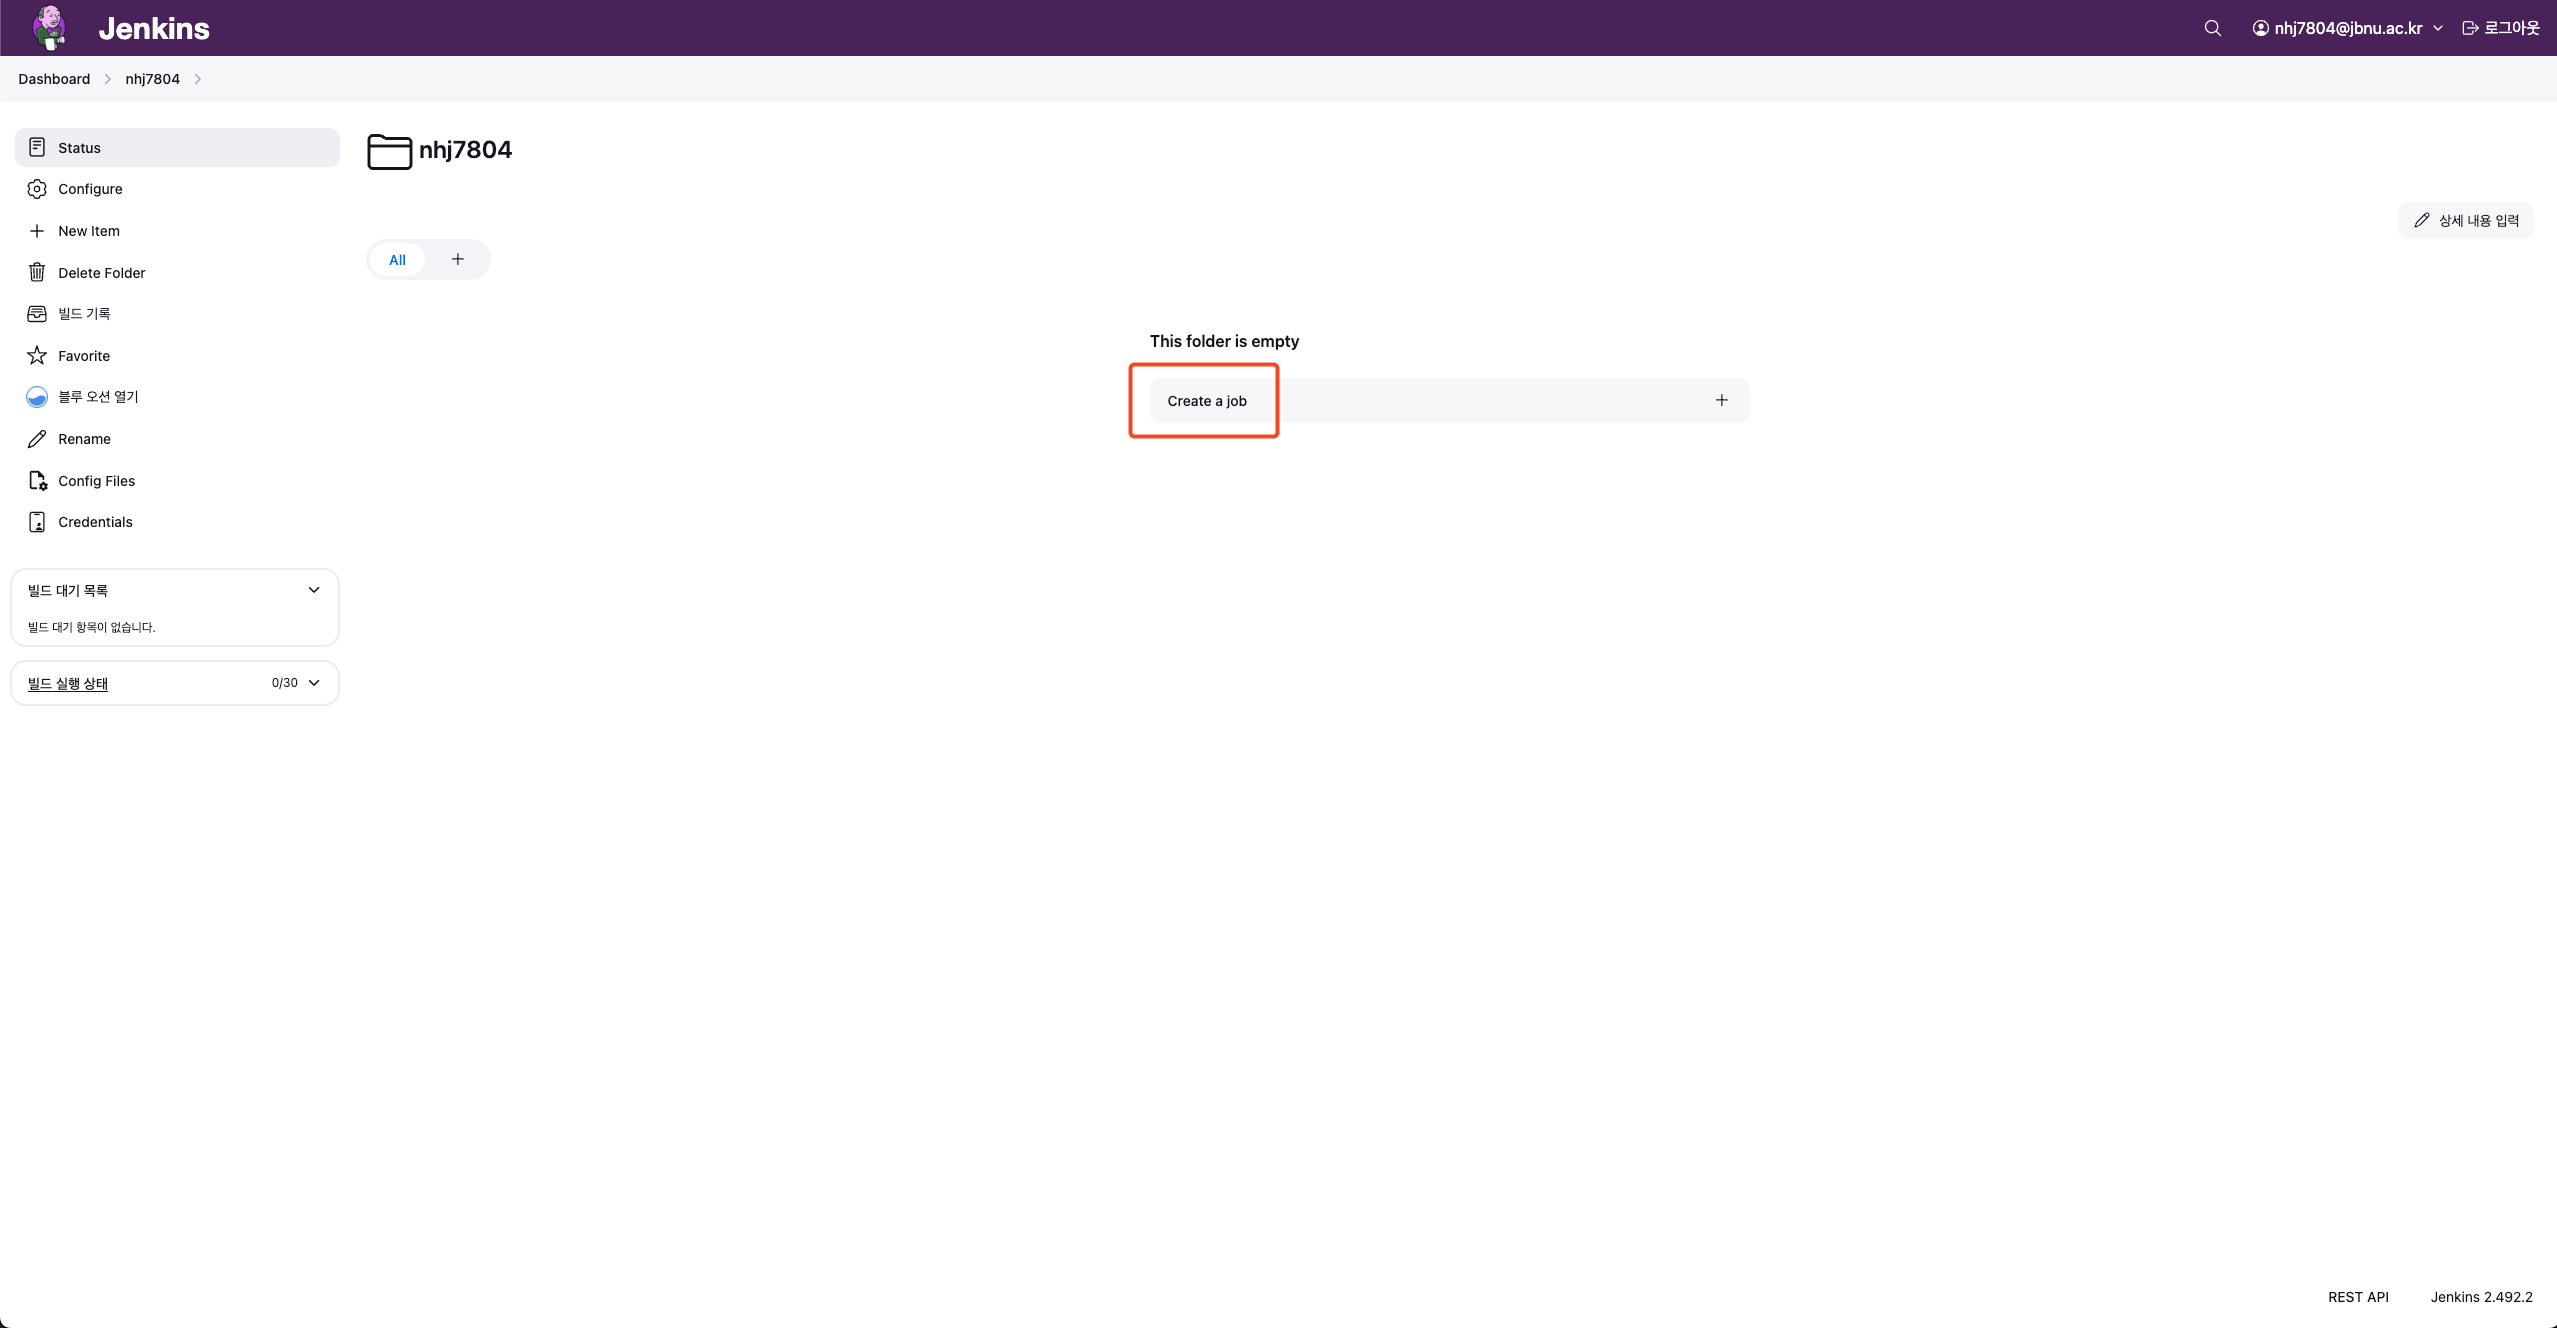 Jenkins
nhj7804@jbnu.ac.kr
로그아웃
Dashboard
nhj7804
Status
Configure
New Item
Delete Folder
빌드 기록
Favorite
블루 오션 열기
Rename
Config Files
Credentials
빌드 대기 목록
빌드 대기 항목이 없습니다.
빌드 실행 상태 0/30
nhj7804
상세 내용 입력
All +
This folder is empty
Create a job +
REST API
Jenkins 2.492.2